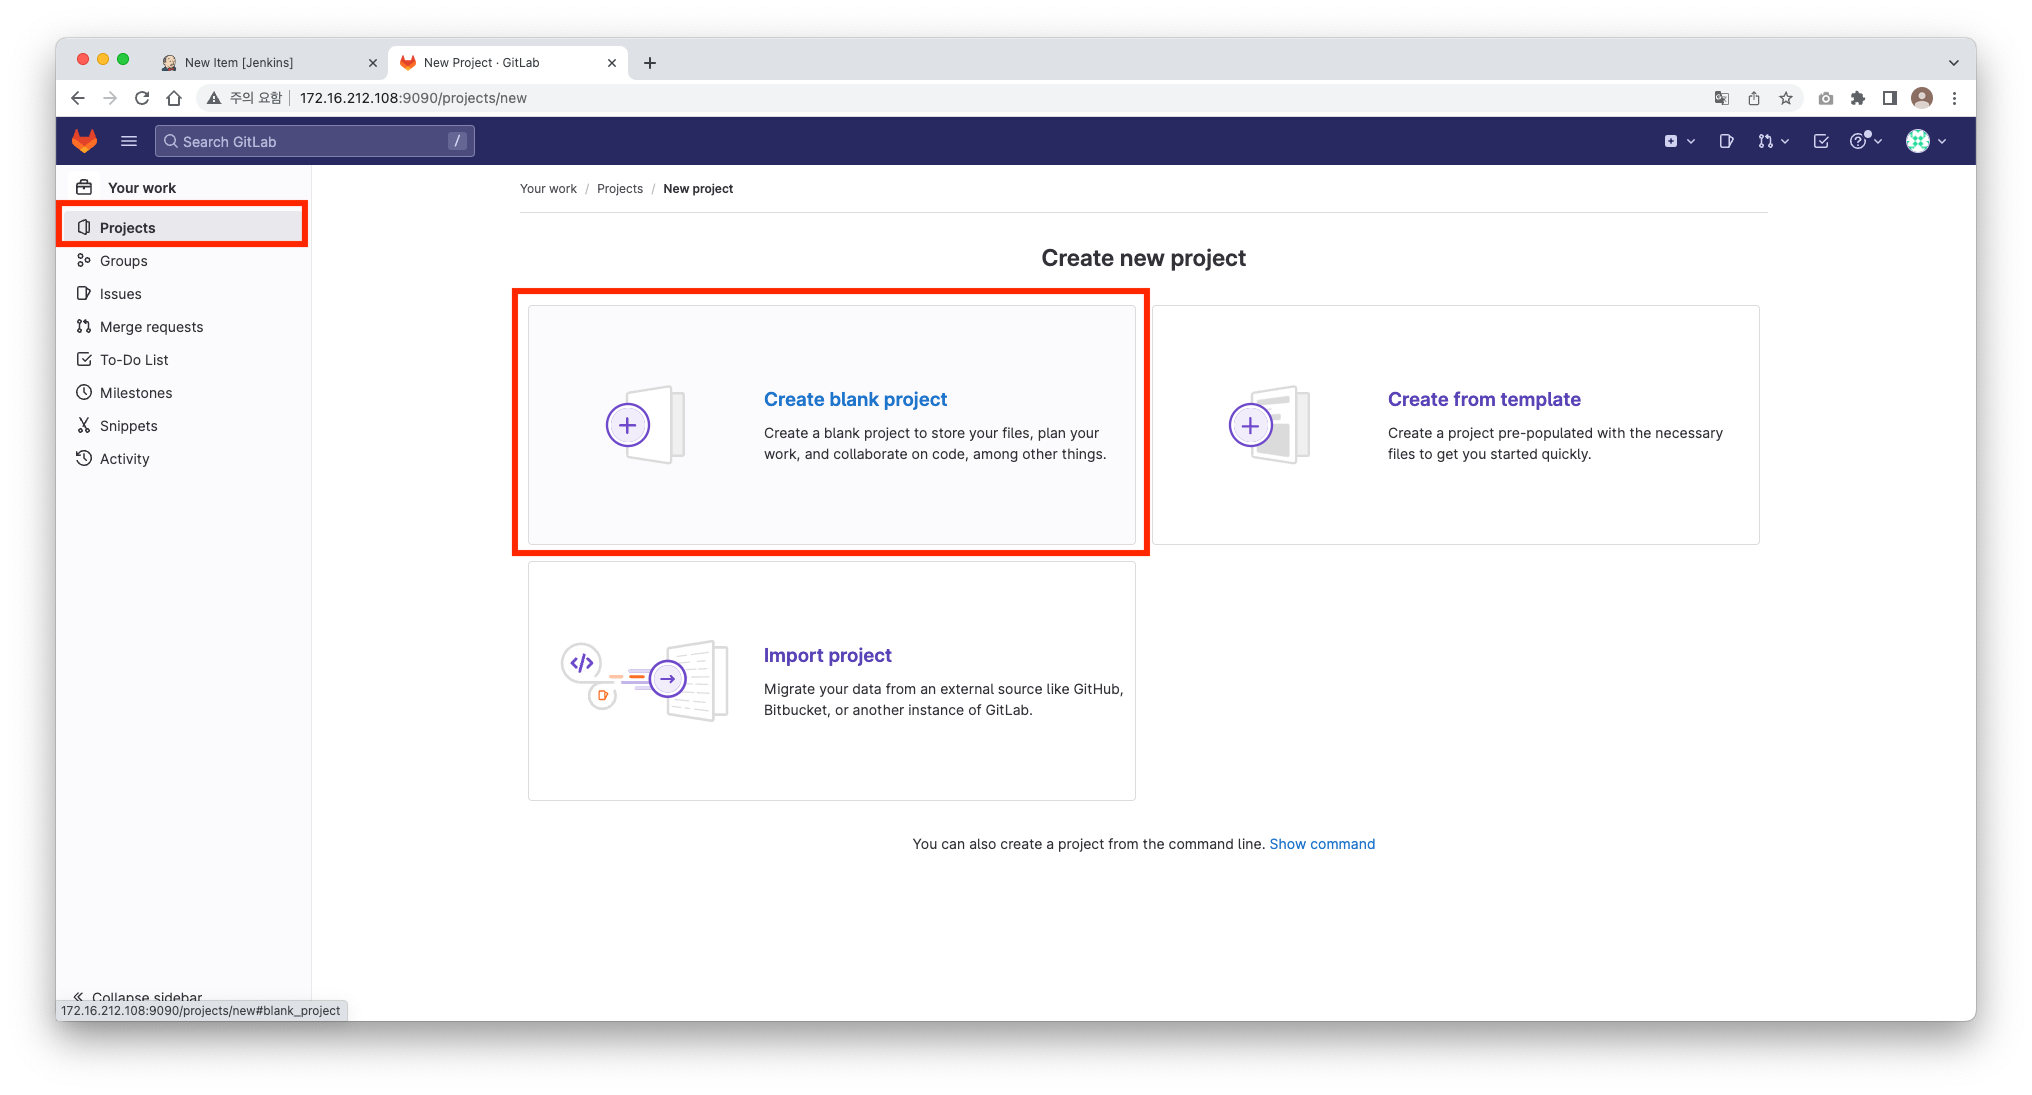 New Item [Jenkins]
New Project · GitLab
주의 요함
172.16.212.108:9090/projects/new
Search GitLab
/
Your work
Projects
Groups
Issues
Merge requests
To-Do List
Milestones
Snippets
Activity
Your work / Projects / New project
Create new project
Create blank project
Create a blank project to store your files, plan your
work, and collaborate on code, among other things.
Create from template
Create a project pre-populated with the necessary
files to get you started quickly.
Import project
Migrate your data from an external source like GitHub,
Bitbucket, or another instance of GitLab.
You can also create a project from the command line. Show command
Collapse sidebar
172.16.212.108:9090/projects/new#blank_project